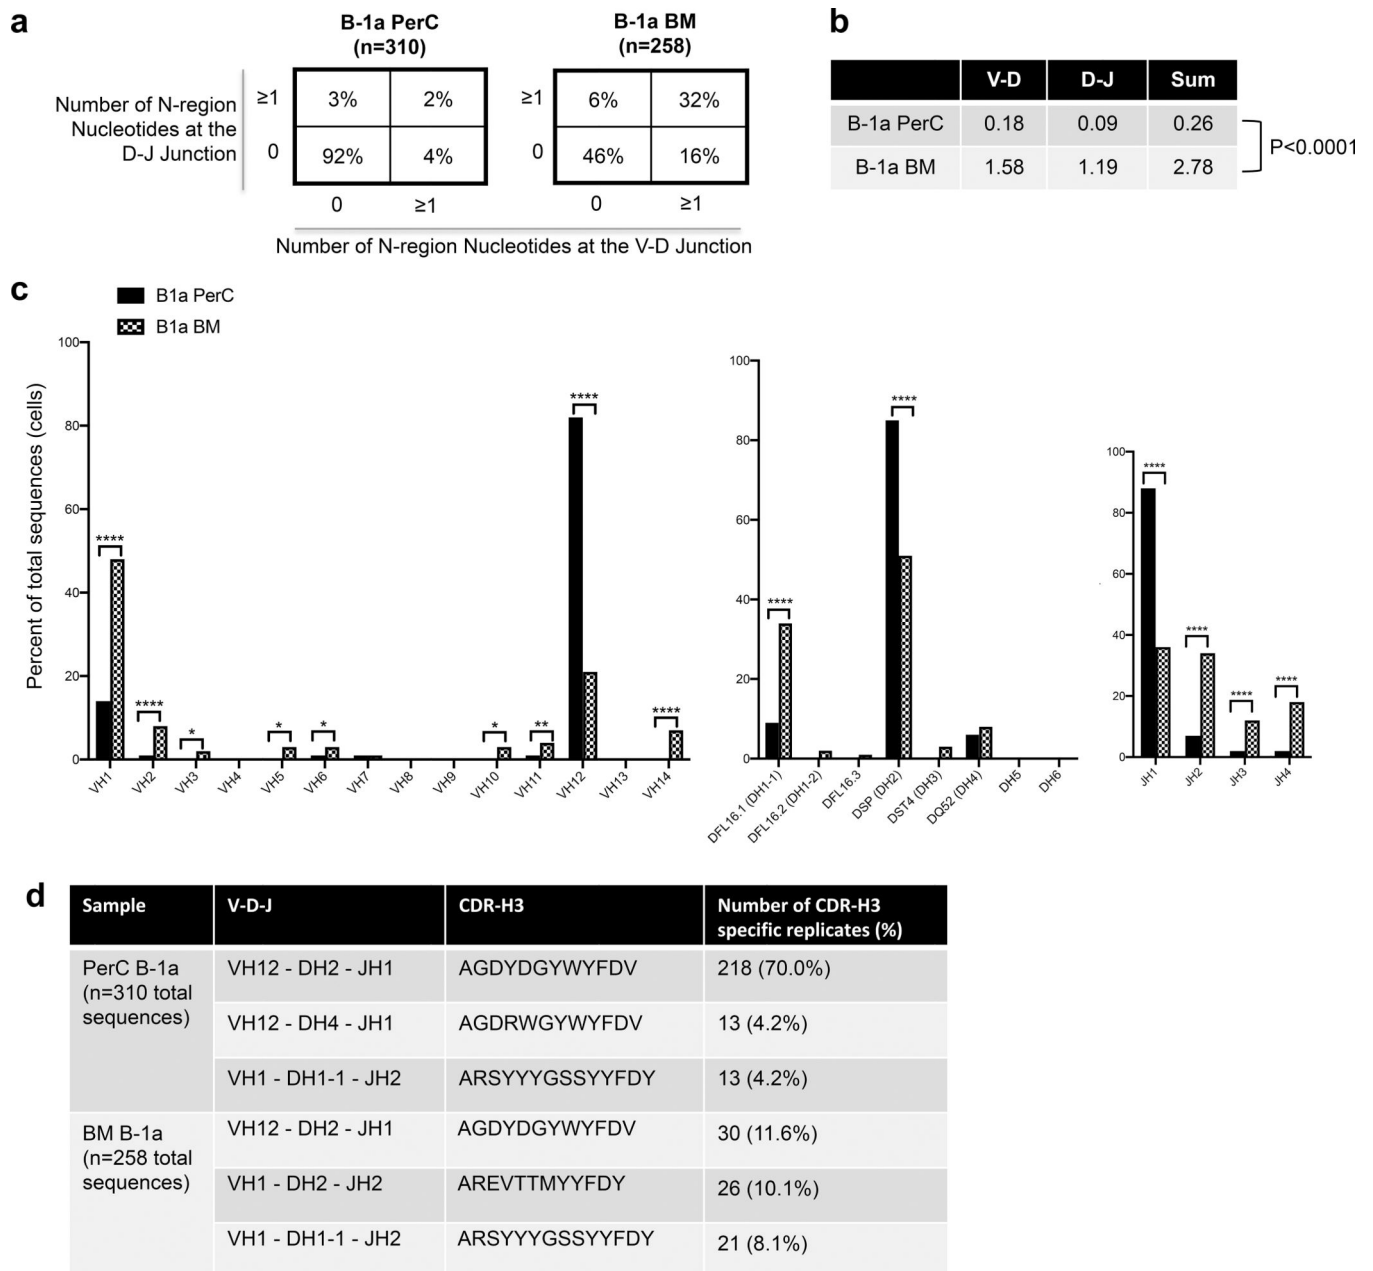 a
B-1a PerC
(n=310)
B-1a BM
(n=258)
Number of N-region
Nucleotides at the
D-J Junction
≥1
0
3%
2%
92%
4%
0
≥1
≥1
0
6%
32%
46%
16%
0
≥1
Number of N-region Nucleotides at the V-D Junction
b
V-D
D-J
Sum
B-1a PerC
0.18
0.09
0.26
B-1a BM
1.58
1.19
2.78
P<0.0001
c
B1a PerC
B1a BM
Percent of total sequences (cells)
100
80
60
40
20
0
****
****
*
*
*
*
**
****
****
VH1
VH2
VH3
VH4
VH5
VH6
VH7
VH8
VH9
VH10
VH11
VH12
VH13
VH14
100
80
60
40
20
0
****
****
DFL16.1 (DH1-1)
DFL16.2 (DH1-2)
DFL16.3
DSP (DH2)
DST4 (DH3)
DQ52 (DH4)
DH5
DH6
100
80
60
40
20
0
****
****
****
****
JH1
JH2
JH3
JH4
d
Sample
V-D-J
CDR-H3
Number of CDR-H3
specific replicates (%)
PerC B-1a
(n=310 total
sequences)
VH12 - DH2 - JH1
AGDYDGYWYFDV
218 (70.0%)
VH12 - DH4 - JH1
AGDRWGYWYFDV
13 (4.2%)
VH1 - DH1-1 - JH2
ARSYYYGSSYYFDY
13 (4.2%)
BM B-1a
(n=258 total
sequences)
VH12 - DH2 - JH1
AGDYDGYWYFDV
30 (11.6%)
VH1 - DH2 - JH2
AREVTTMYYFDY
26 (10.1%)
VH1 - DH1-1 - JH2
ARSYYYGSSYYFDY
21 (8.1%)